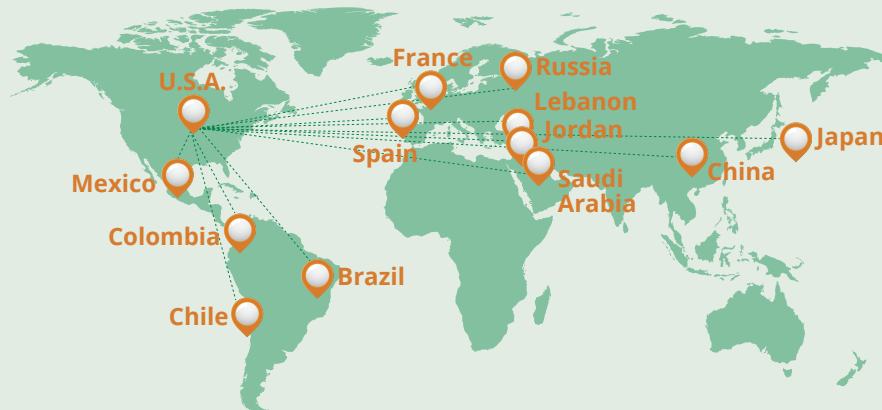 France
Russia
U.S.A.
Lebanon
Jordan
Japan
Spain
China
Mexico
Saudi
Arabia
Colombia
Brazil
Chile